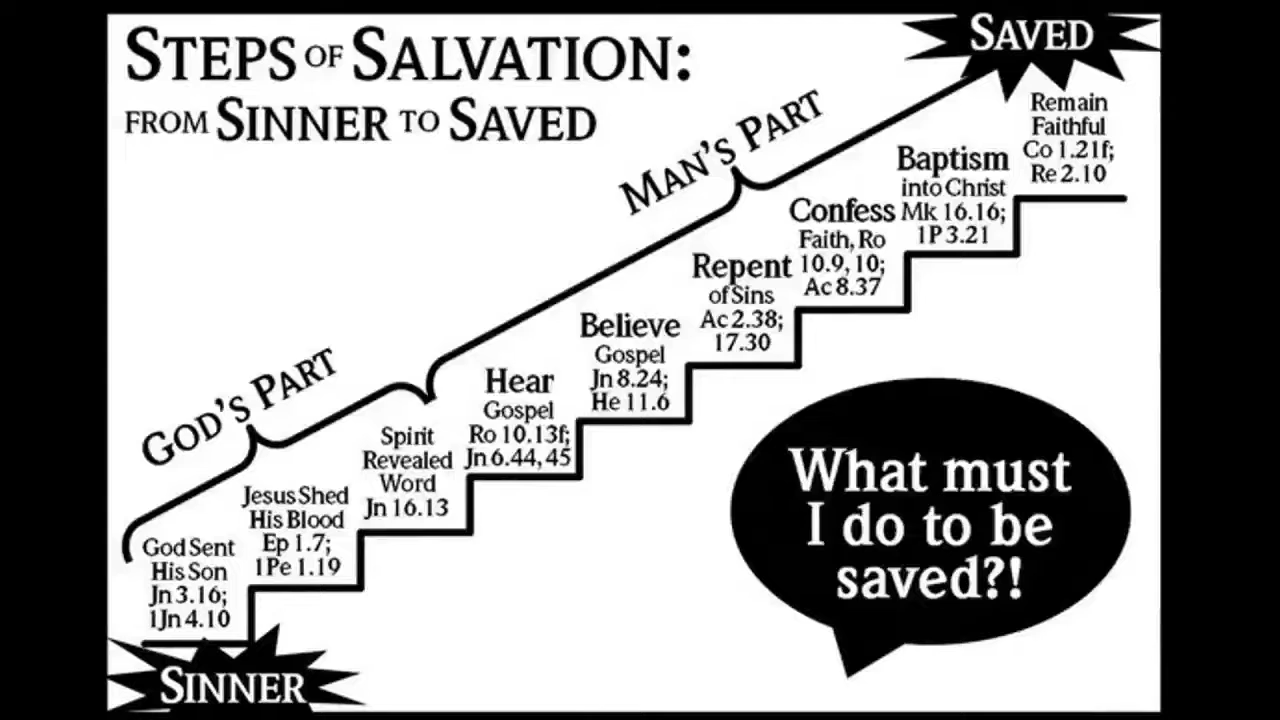 STEPS OF SALVATION:
FROM SINNER TO SAVED
SAVED
MAN'S PART
GOD'S PART
God Sent
His Son
Jn 3.16;
1Jn 4.10
Jesus Shed
His Blood
Ep 1.7;
1Pe 1.19
Spirit
Revealed
Word
Jn 16.13
Hear
Gospel
Ro 10.13f;
Jn 6.44, 45
Believe
Gospel
Jn 8.24;
He 11.6
Repent
of Sins
Ac 2.38;
17.30
Confess
Faith, Ro
10.9, 10;
Ac 8.37
Baptism
into Christ
Mk 16.16;
1P 3.21
Remain
Faithful
Co 1.21f;
Re 2.10
What must
I do to be
saved?!
SINNER